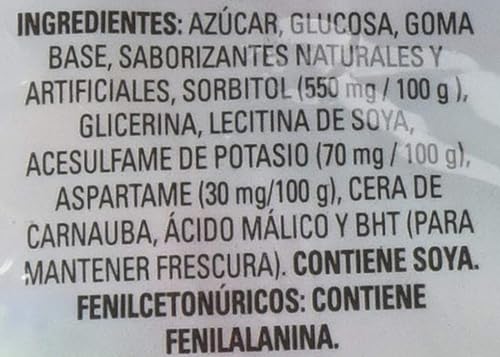 INGREDIENTES: AZÚCAR, GLUCOSA, GOMA
BASE, SABORIZANTES NATURALES Y
ARTIFICIALES, SORBITOL (550 mg / 100 g ),
GLICERINA, LECITINA DE SOYA,
ACESULFAME DE POTASIO (70 mg / 100 g),
ASPARTAME (30 mg/100 g), CERA DE
CARNAUBA, ÁCIDO MÁLICO Y BHT (PARA
MANTENER FRESCURA). CONTIENE SOYA.
FENILCETONÚRICOS: CONTIENE
FENILALANINA.